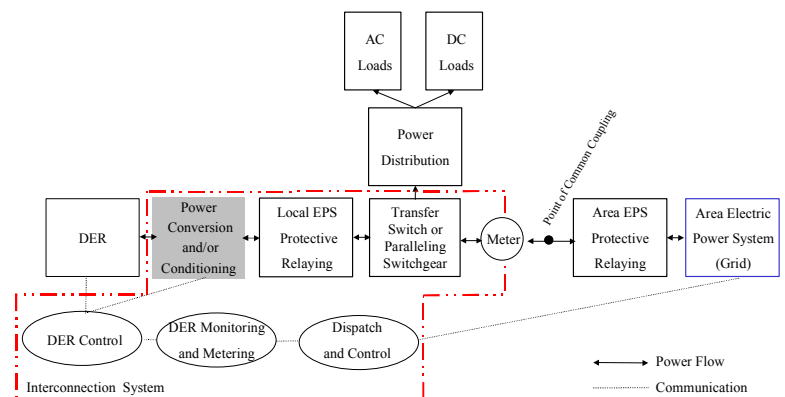 AC
Loads
DC
Loads
Power
Distribution
Point of Common Coupling
DER
Power
Conversion
and/or
Conditioning
Local EPS
Protective
Relaying
Transfer
Switch or
Paralleling
Switchgear
Meter
Area EPS
Protective
Relaying
Area Electric
Power System
(Grid)
DER Control
DER Monitoring
and Metering
Dispatch
and Control
Interconnection System
Power Flow
Communication